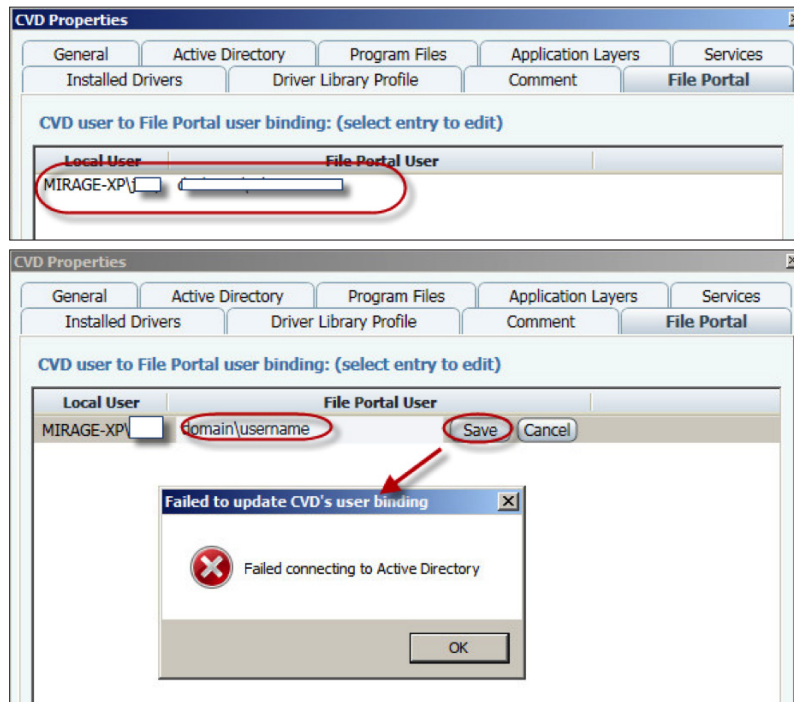 CVD Properties
General Active Directory Program Files Application Layers Services
Installed Drivers Driver Library Profile Comment File Portal
CVD user to File Portal user binding: (select entry to edit)
Local User File Portal User
MIRAGE-XP\
CVD Properties
General Active Directory Program Files Application Layers Services
Installed Drivers Driver Library Profile Comment File Portal
CVD user to File Portal user binding: (select entry to edit)
Local User File Portal User
MIRAGE-XP\ domain\username Save Cancel
Failed to update CVD's user binding
Failed connecting to Active Directory
OK